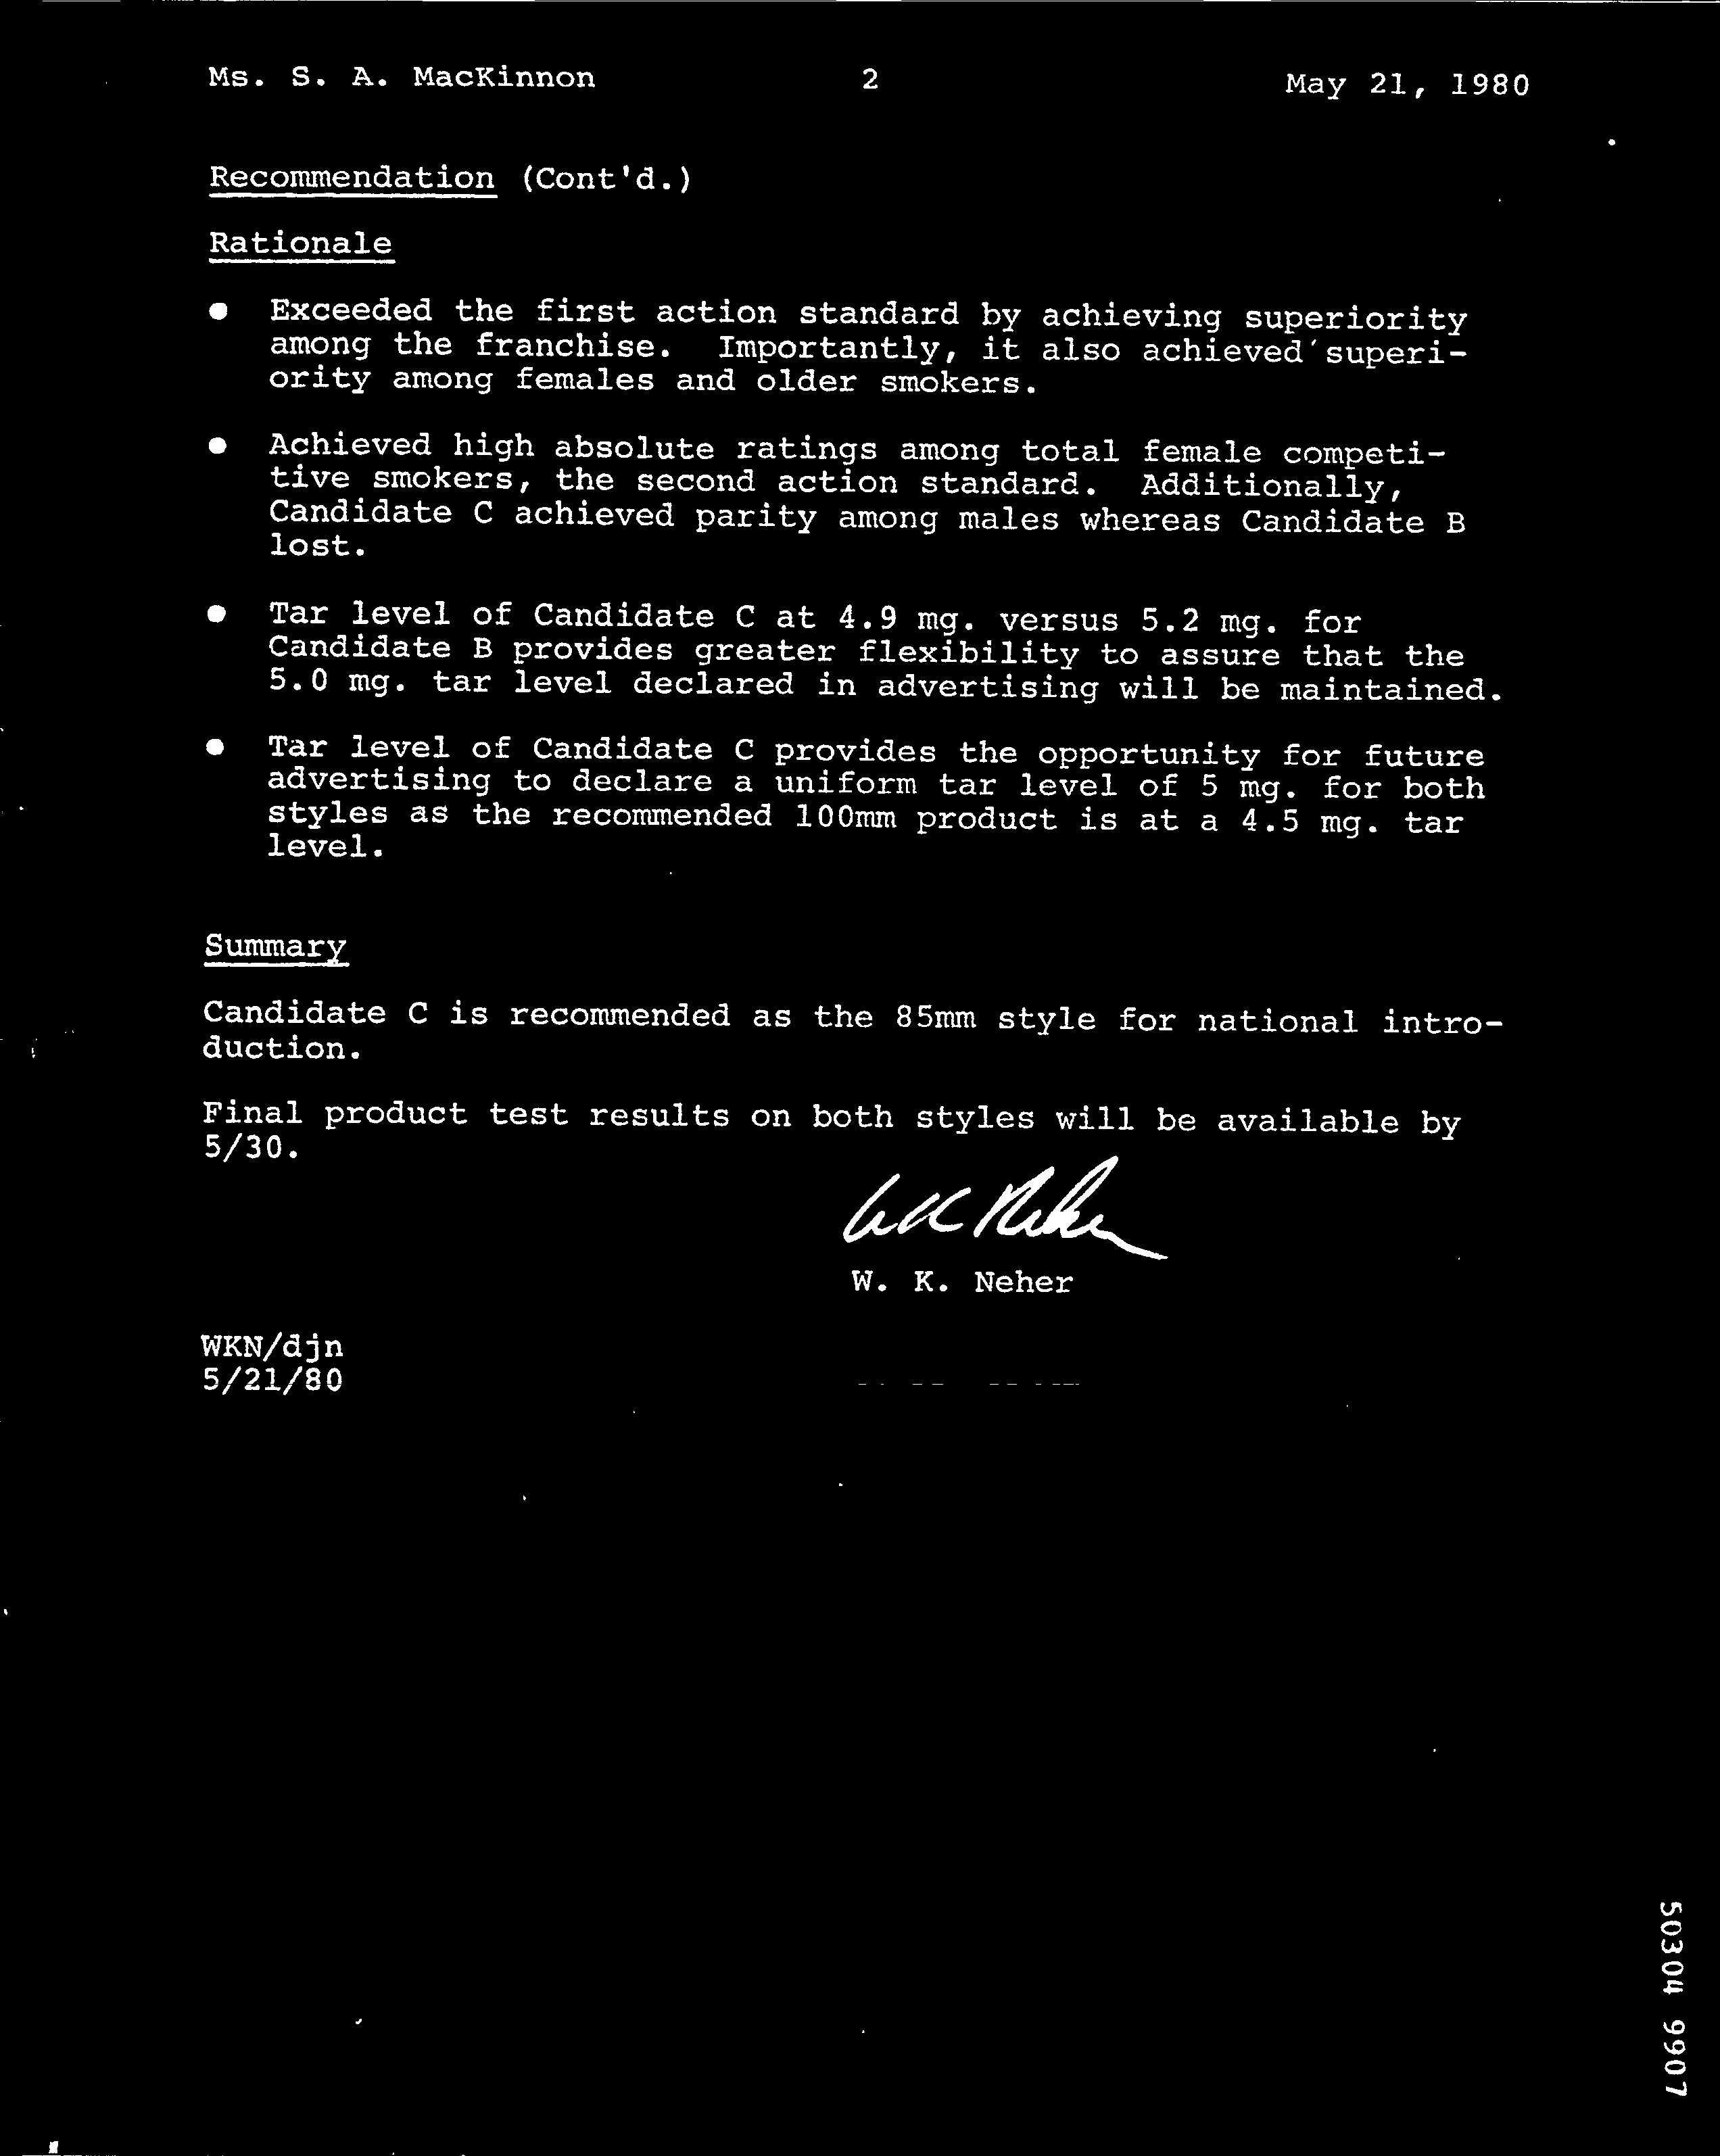 Ms. S. A. MacKinnon 2 May 21, 1980
Recommendation (Cont'd.)
Rationale
● Exceeded the first action standard by achieving superiority
among the franchise. Importantly, it also achieved superi-
ority among females and older smokers.
● Achieved high absolute ratings among total female competi-
tive smokers, the second action standard. Additionally,
Candidate C achieved parity among males whereas Candidate B
lost.
● Tar level of Candidate C at 4.9 mg. versus 5.2 mg. for
Candidate B provides greater flexibility to assure that the
5.0 mg. tar level declared in advertising will be maintained.
● Tar level of Candidate C provides the opportunity for future
advertising to declare a uniform tar level of 5 mg. for both
styles as the recommended 100mm product is at a 4.5 mg. tar
level.
Summary
Candidate C is recommended as the 85mm style for national intro-
duction.
Final product test results on both styles will be available by
5/30.
WK Neher
W. K. Neher
WKN/djn
5/21/80
50304 9907